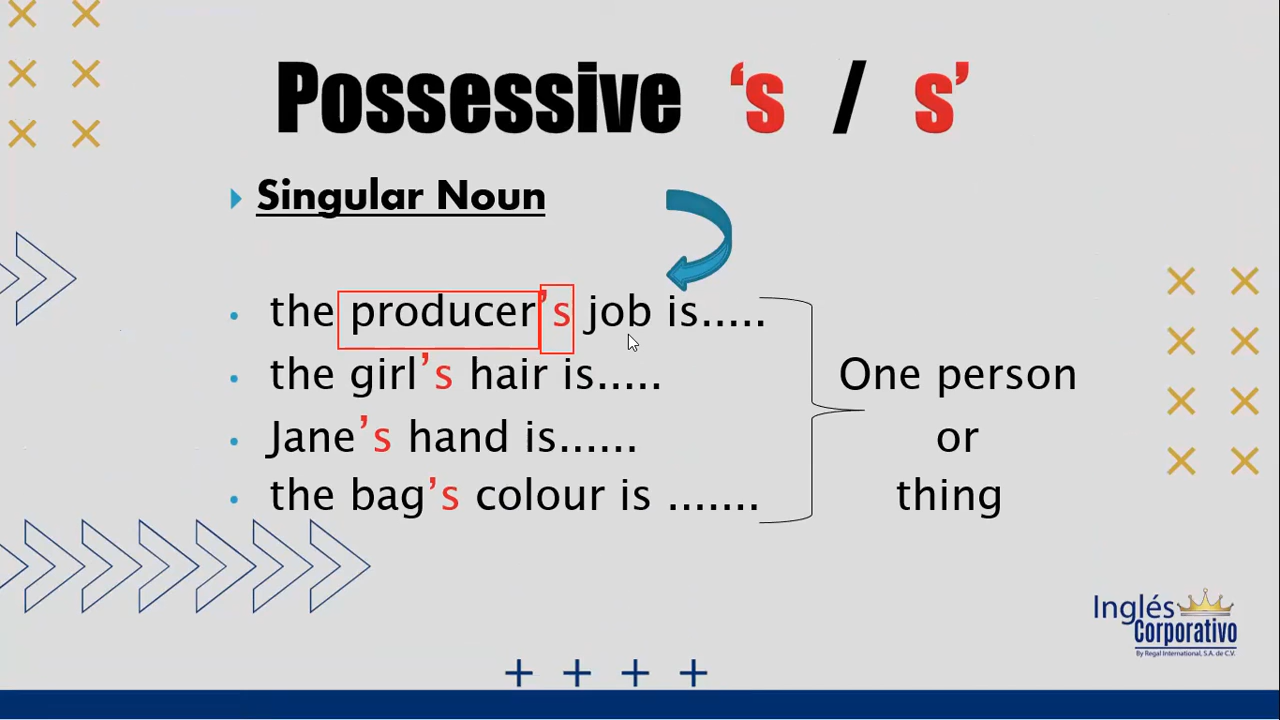 Possessive ‘s / s’
Singular Noun
• the producer’s job is.....
• the girl’s hair is.....
• Jane’s hand is......
• the bag’s colour is .......
One person
or
thing
Inglés
Corporativo
By Regal International, S.A. de C.V.